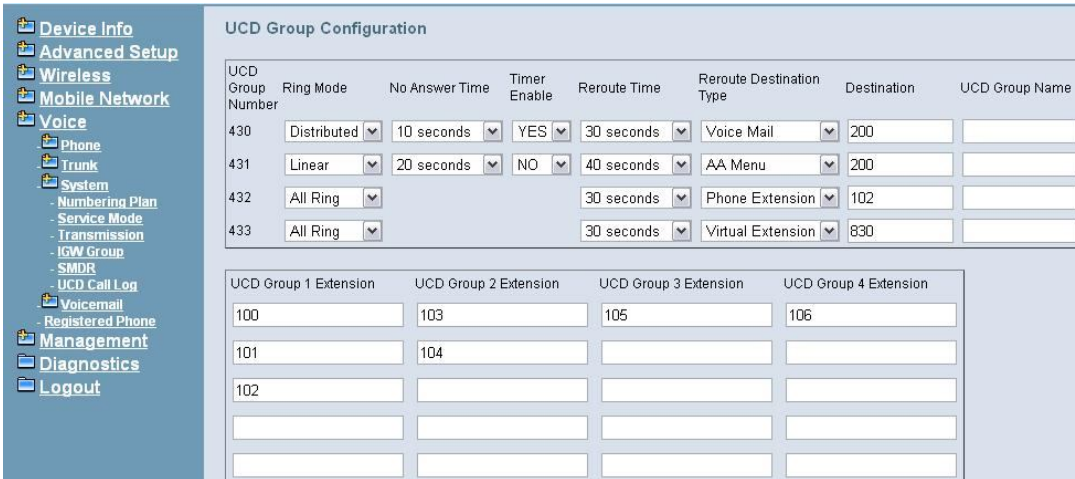 Device Info
Advanced Setup
Wireless
Mobile Network
Voice
Phone
Trunk
System
- Numbering Plan
- Service Mode
- Transmission
- IGW Group
- SMDR
- UCD Call Log
Voicemail
- Registered Phone
Management
Diagnostics
Logout
UCD Group Configuration
UCD Group Number Ring Mode No Answer Time Timer Enable Reroute Time Reroute Destination Type Destination UCD Group Name
430 Distributed 10 seconds YES 30 seconds Voice Mail 200
431 Linear 20 seconds NO 40 seconds AA Menu 200
432 All Ring 30 seconds Phone Extension 102
433 All Ring 30 seconds Virtual Extension 830
UCD Group 1 Extension UCD Group 2 Extension UCD Group 3 Extension UCD Group 4 Extension
100 103 105 106
101 104
102